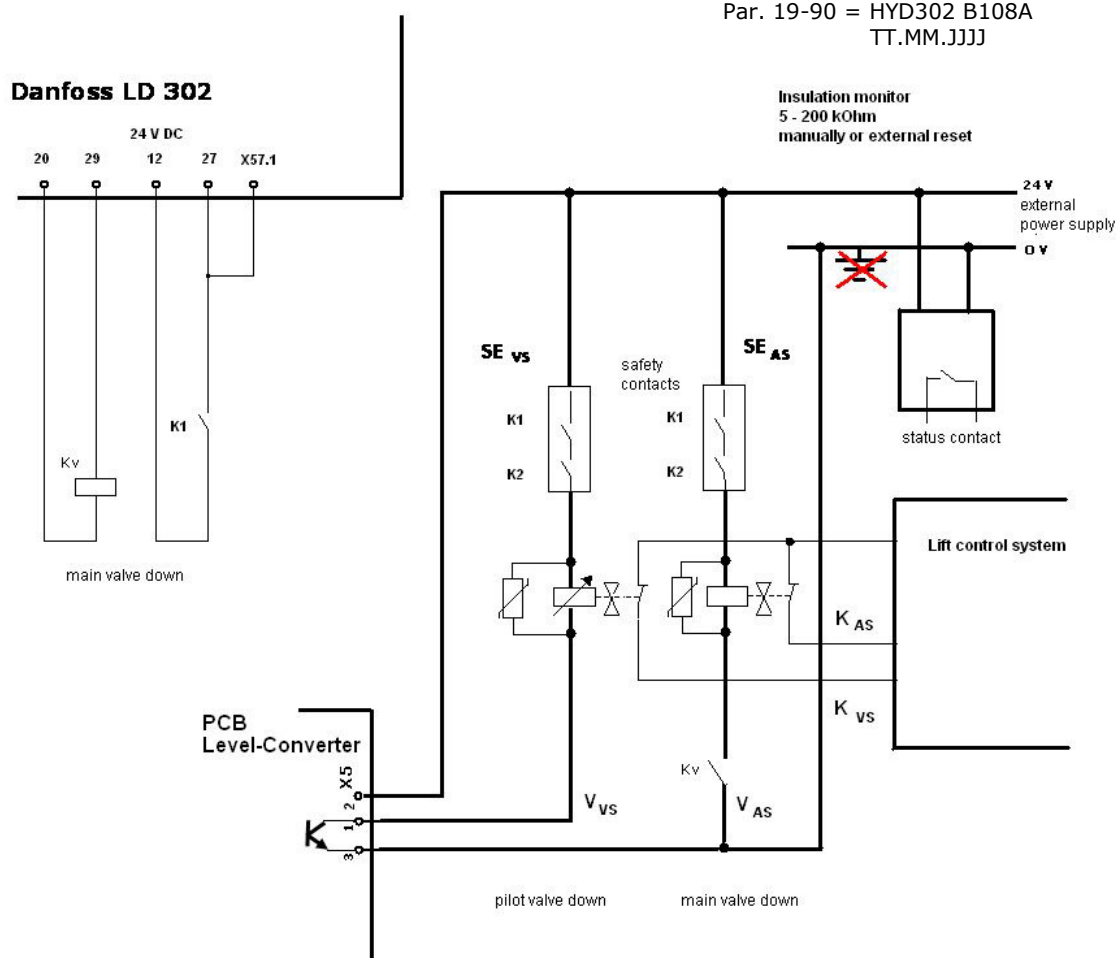 Par. 19-90 = HYD302 B108A
TT.MM.JJJJ
Danfoss LD 302
Insulation monitor
5 - 200 kOhm
manually or external reset
24 V DC
20 29 12 27 X57.1
24 V
external
power supply
0 V
SE VS
safety
contacts
SE AS
K1
K1
K1
K2
K2
Kv
status contact
main valve down
Lift control system
K AS
K VS
PCB
Level-Converter
X5
2
1
3
Kv
V VS
V AS
pilot valve down
main valve down